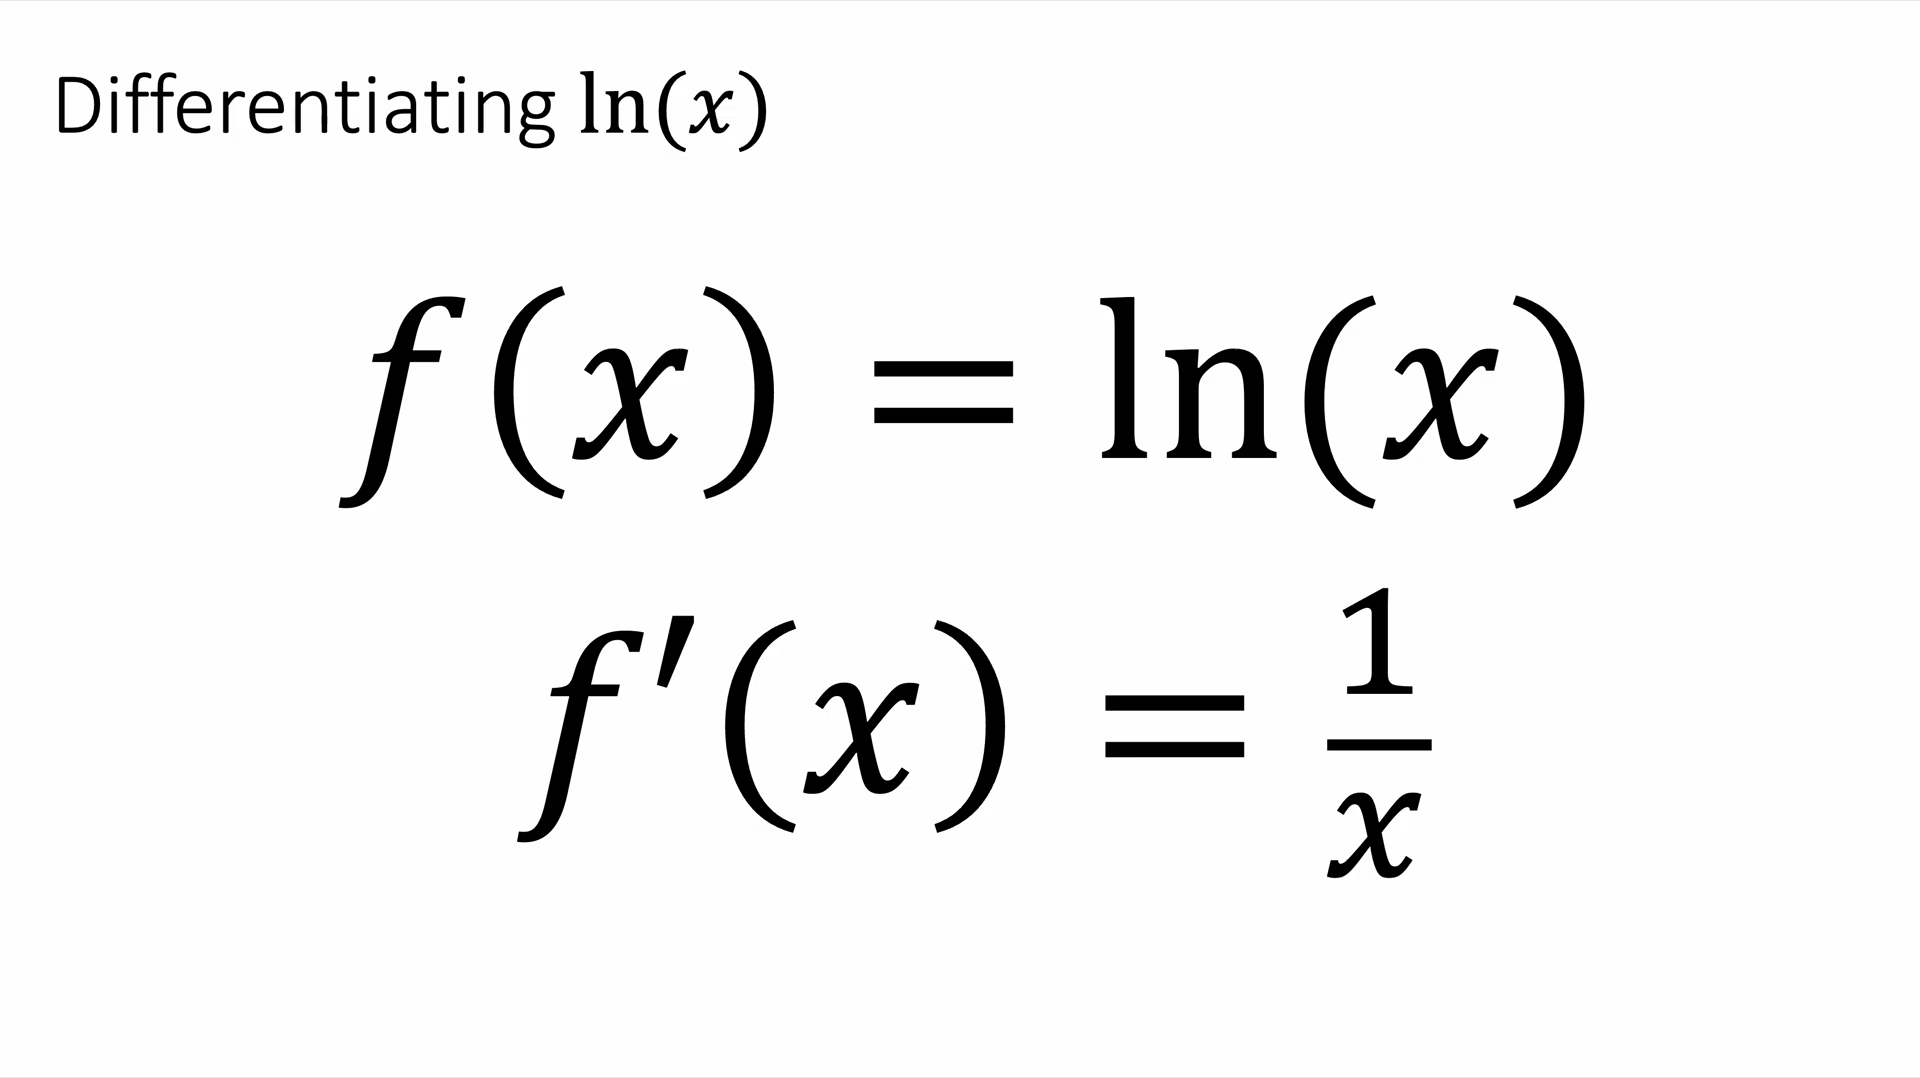 Differentiating ln(x)
f(x) = ln(x)
f′(x) = 1/x